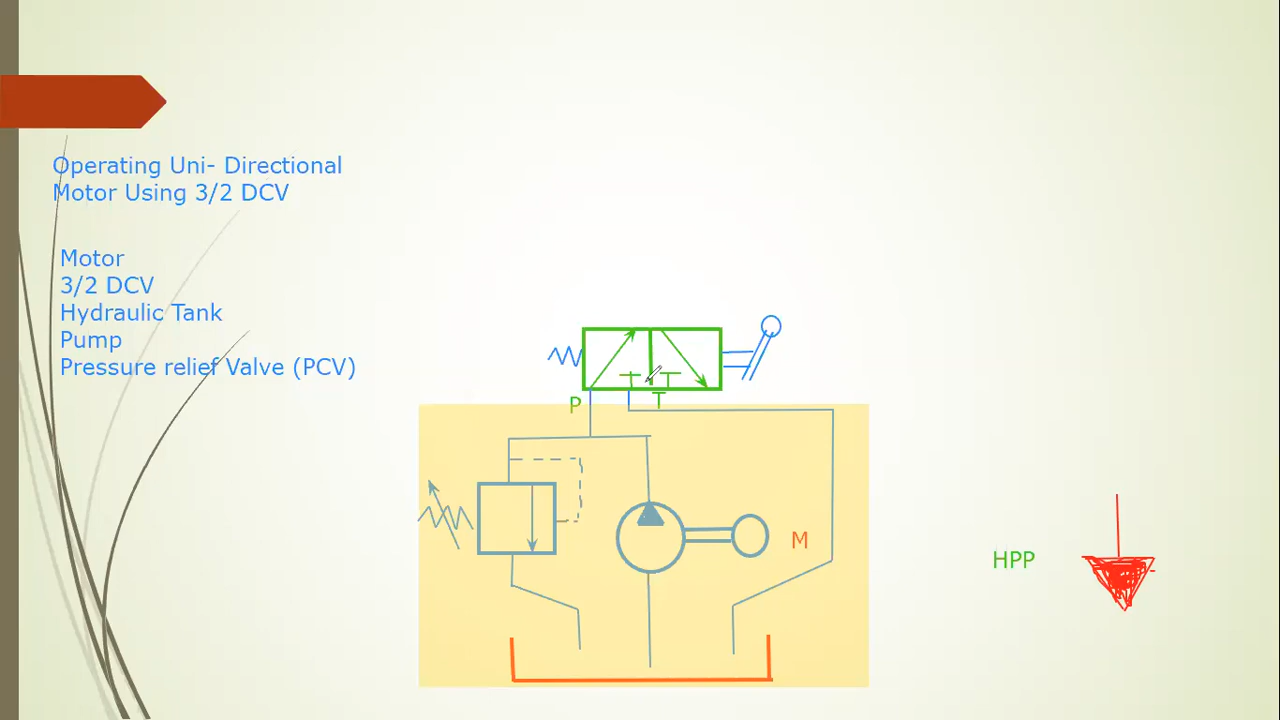 Operating Uni- Directional
Motor Using 3/2 DCV
Motor
3/2 DCV
Hydraulic Tank
Pump
Pressure relief Valve (PCV)
P
T
M
HPP